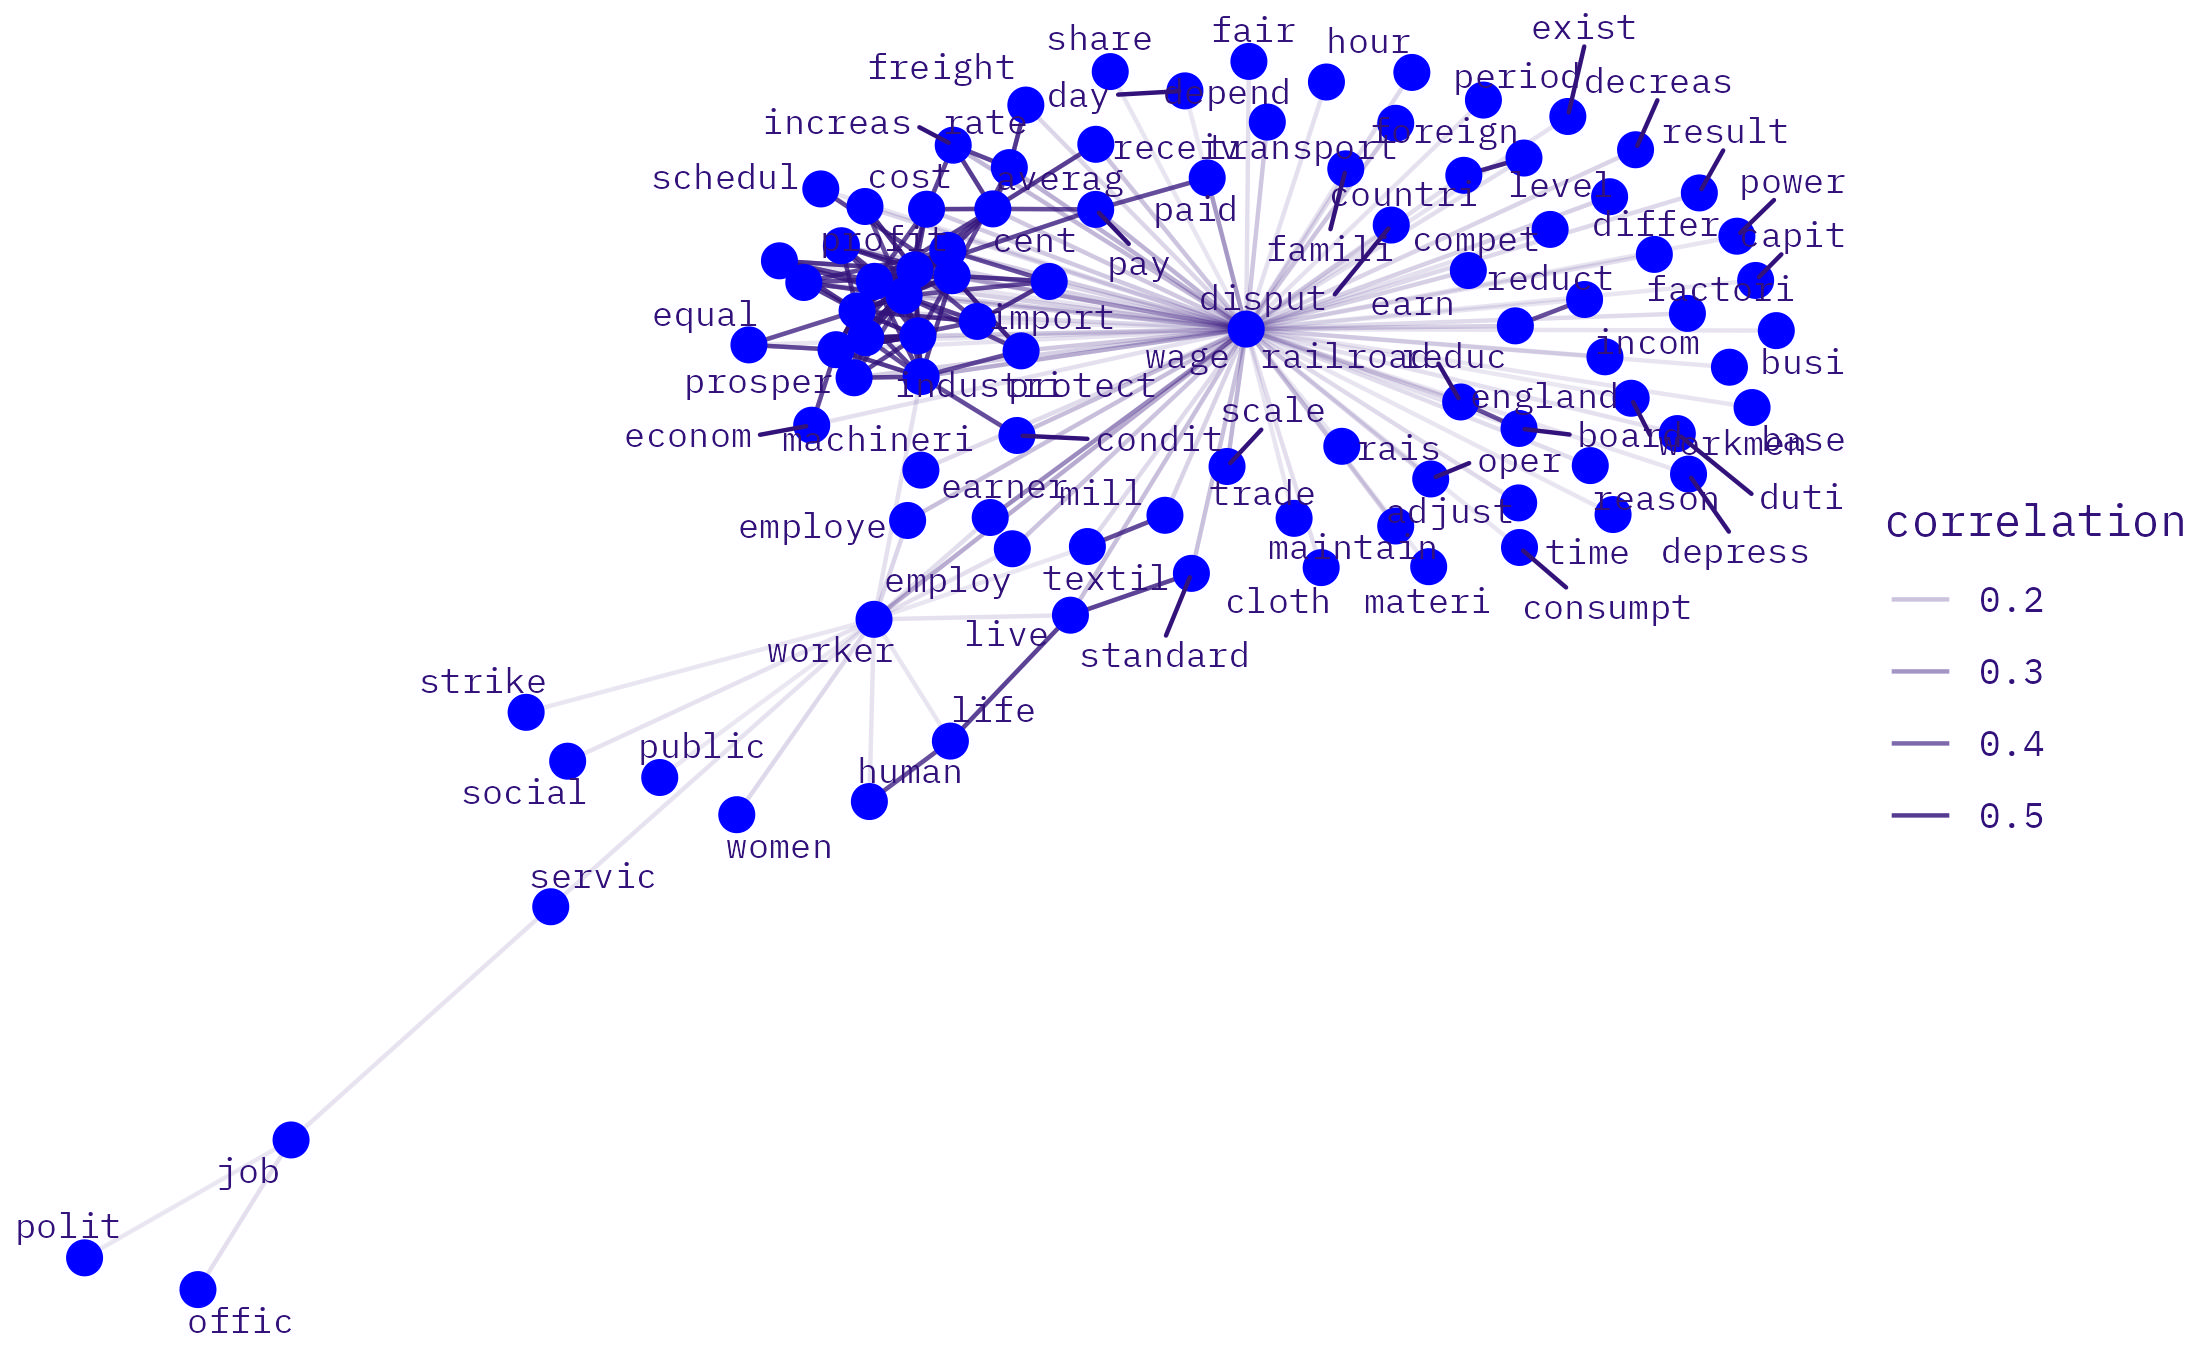 exist
fair
share
hour
freight
period
decreas
depend
day
increas
rate
foreign
result
receiv
transport
schedul
cost
averag
level
power
countri
paid
differ
capit
profit
cent
compet
famili
pay
reduct
factori
disput
earn
equal
import
incom
wage
railroad
reduc
busi
prosper
industri
protect
england
scale
econom
machineri
condit
board
workmen
base
rais
oper
earner
mill
trade
reason
duti
adjust
employe
maintain
time
depress
correlation
employ
textil
cloth
materi
consumpt
0.2
live
worker
standard
0.3
strike
life
public
0.4
human
social
0.5
women
servic
job
polit
offic